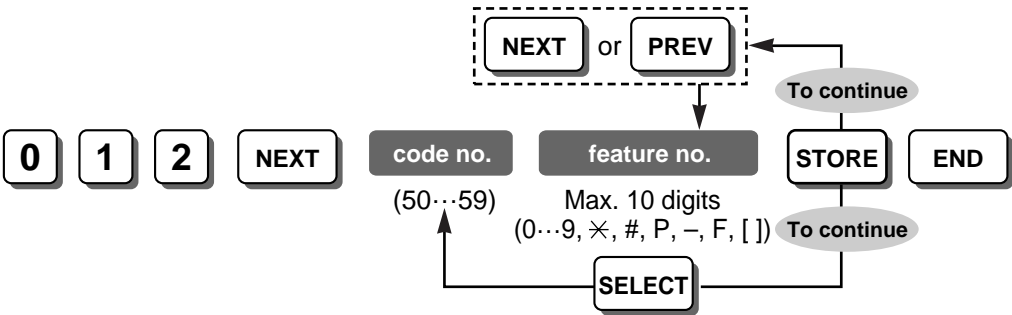 NEXT or PREV
To continue
0 1 2 NEXT code no. feature no. STORE END
(50···59) Max. 10 digits
(0···9, ✳, #, P, –, F, [ ]) To continue
SELECT